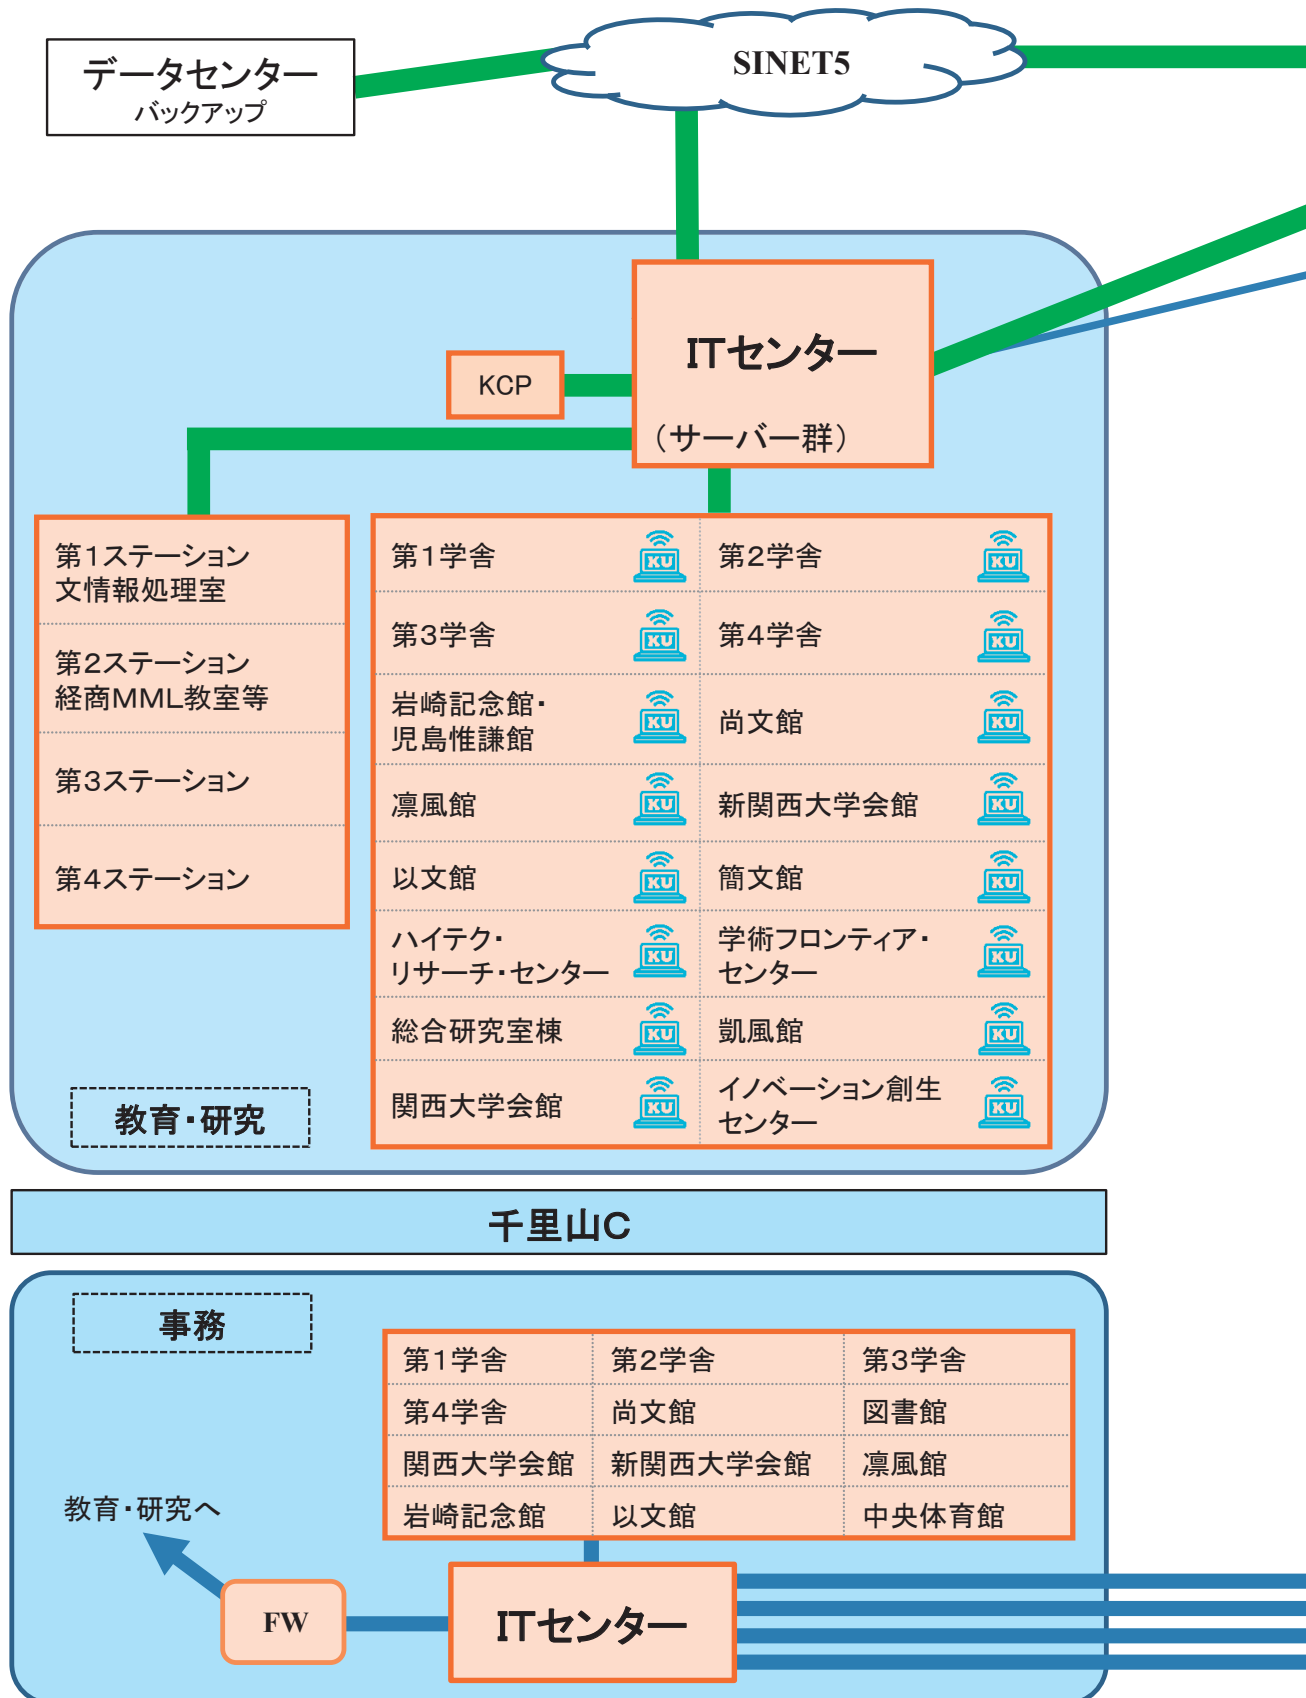 データセンター
バックアップ
SINET5
ITセンター
（サーバー群）
KCP
第1ステーション
文情報処理室
第2ステーション
経商MML教室等
第3ステーション
第4ステーション
第1学舎
KU
第2学舎
KU
第3学舎
KU
第4学舎
KU
岩崎記念館・
児島惟謙館
KU
尚文館
KU
凛風館
KU
新関西大学会館
KU
以文館
KU
簡文館
KU
ハイテク・
リサーチ・センター
KU
学術フロンティア・
センター
KU
総合研究室棟
KU
凱風館
KU
関西大学会館
KU
イノベーション創生
センター
KU
教育・研究
千里山C
事務
第1学舎
第2学舎
第3学舎
第4学舎
尚文館
図書館
関西大学会館
新関西大学会館
凛風館
岩崎記念館
以文館
中央体育館
教育・研究へ
FW
ITセンター